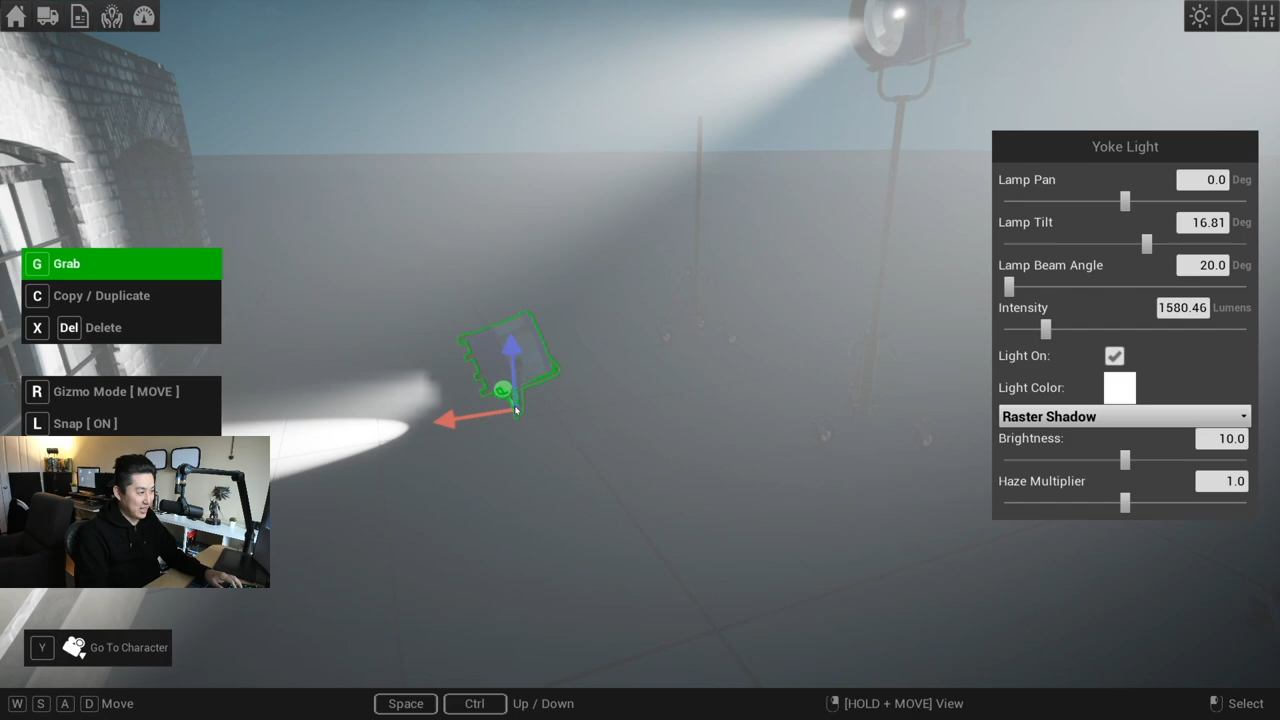 G Grab
C Copy / Duplicate
X Del Delete
R Gizmo Mode [ MOVE ]
L Snap [ ON ]
Y Go To Character
Yoke Light
Lamp Pan 0.0 Deg
Lamp Tilt 16.81 Deg
Lamp Beam Angle 20.0 Deg
Intensity 1580.46 Lumens
Light On:
Light Color:
Raster Shadow
Brightness: 10.0
Haze Multiplier 1.0
W S A D Move Space Ctrl Up / Down [HOLD + MOVE] View Select